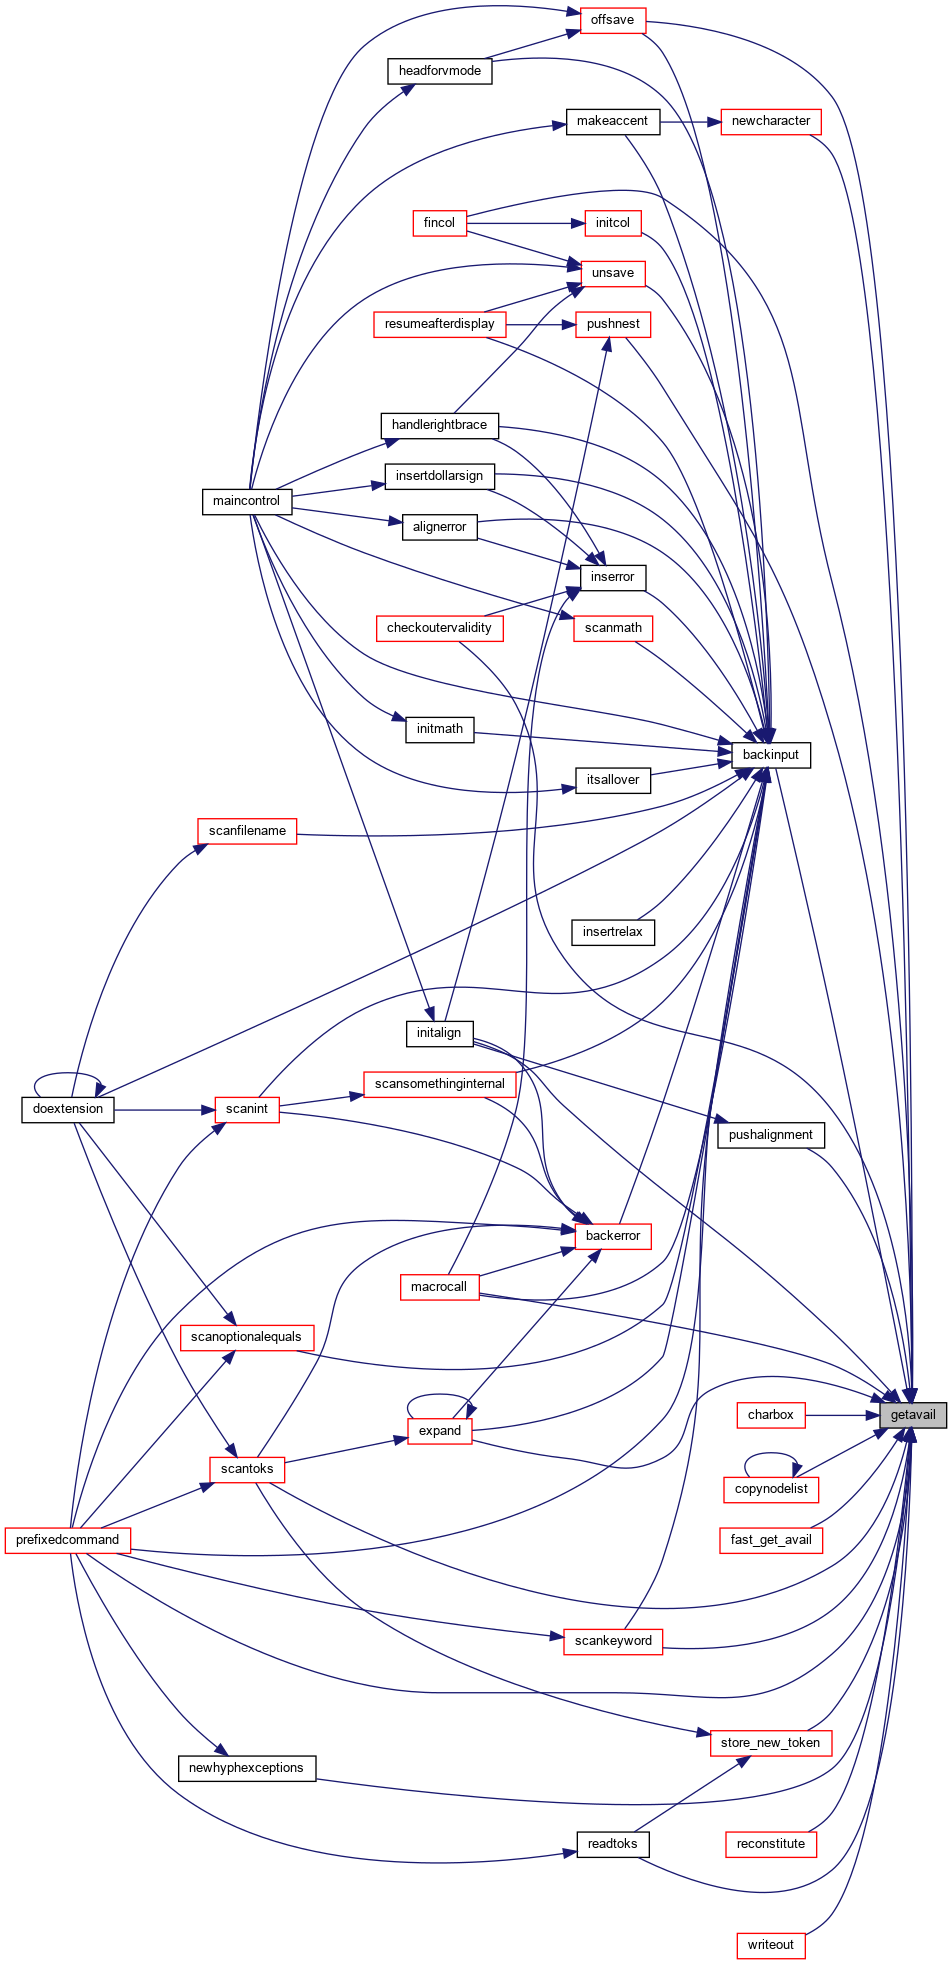 offsave
headforvmode
makeaccent
newcharacter
fincol
initcol
unsave
resumeafterdisplay
pushnest
handlerightbrace
insertdollarsign
maincontrol
alignerror
inserror
checkoutervalidity
scanmath
initmath
backinput
itsallover
scanfilename
insertrelax
initalign
scansomethinginternal
doextension
scanint
pushalignment
backerror
macrocall
scanoptionalequals
getavail
charbox
expand
scantoks
copynodelist
prefixedcommand
fast_get_avail
scankeyword
store_new_token
newhyphexceptions
readtoks
reconstitute
writeout